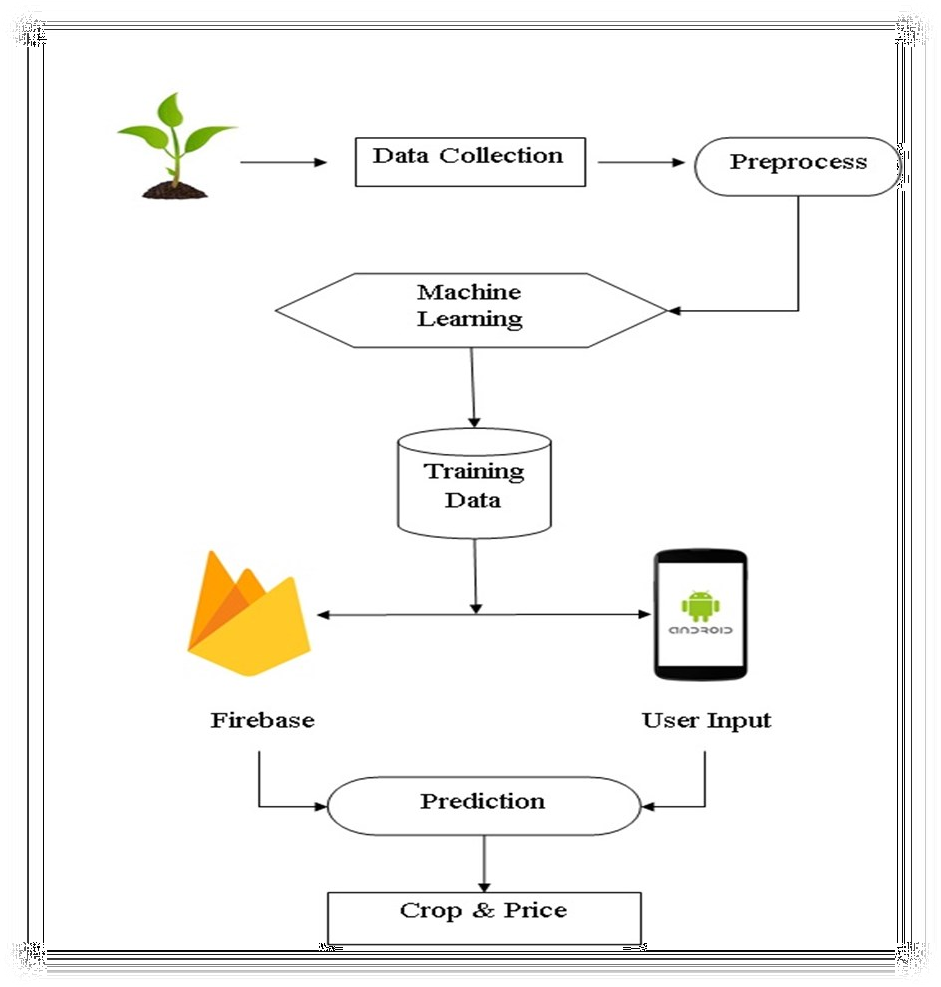 Data Collection
Preprocess
Machine
Learning
Training
Data
ANDROID
Firebase
User Input
Prediction
Crop & Price